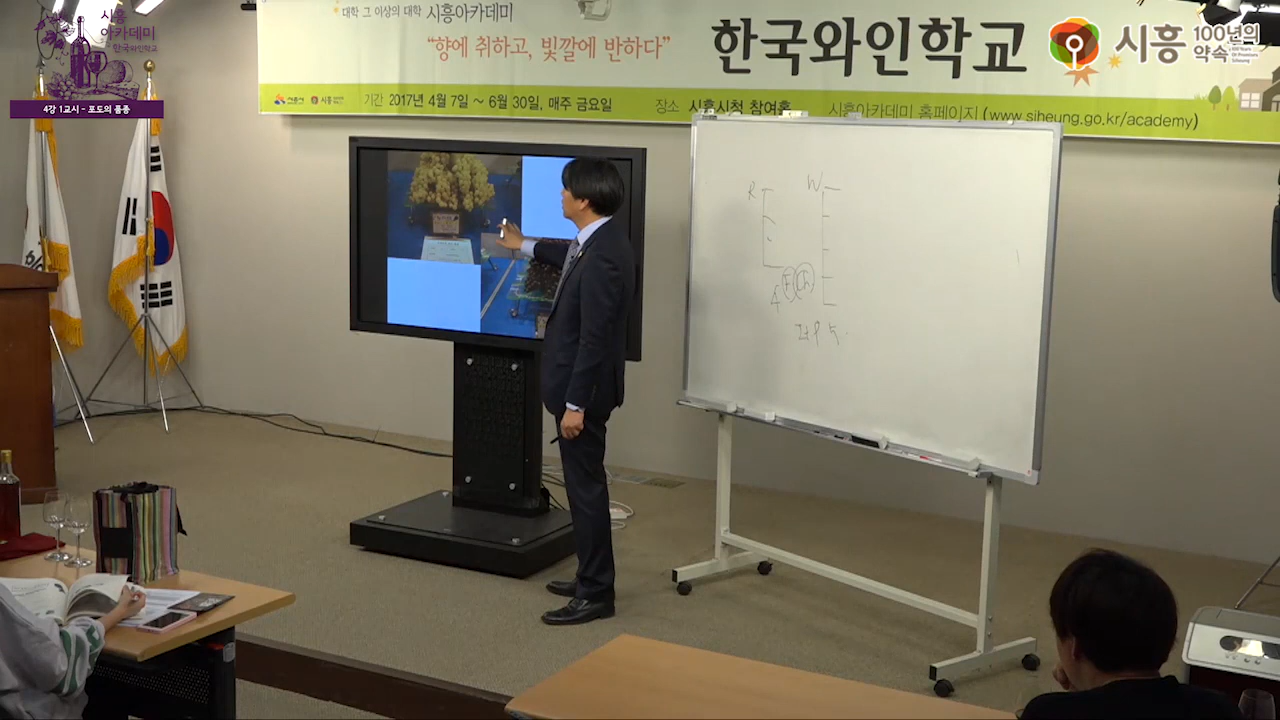 시흥
아카데미
한국와인학교
4강 1교시 - 포도의 품종
대학 그 이상의 대학 시흥아카데미
"향에 취하고, 빛깔에 반하다"
한국와인학교
시흥 100년의 약속
기간 2017년 4월 7일 ~ 6월 30일, 매주 금요일
장소 시흥시청 참여홀
시흥아카데미 홈페이지 (www.siheung.go.kr/academy)
R
W